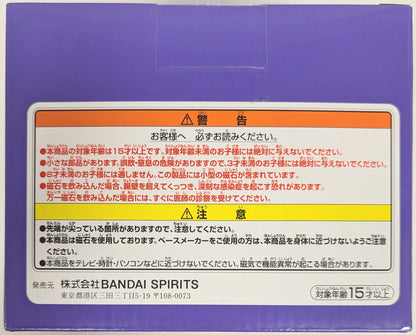 ⚠警告
お客様へ 必ずお読みください。
●本商品の対象年齢は15才以上です。対象年齢未満のお子様には絶対に与えないでください。
●小さな部品があります。誤飲・窒息の危険がありますので、3才未満のお子様には絶対に与えないでください。
●8才未満のお子様には適しません。この製品には小型の磁石が含まれています。
●磁石を飲み込んだ場合、腸壁を超えてくっつき、深刻な感染症を起こす恐れがあります。
万一磁石を飲み込んだ場合には、すぐに医師の診察を受けてください。
⚠注意
●先端が尖っている箇所がありますので、注意してください。
●本商品は磁石を使用しております。ペースメーカーをご使用の方は、本商品を身体に近づけないようご注意
ください。
●本商品をテレビ・時計・パソコンなどに近づけないでください。磁気で機能異常が起こる場合があります。
発売元 株式会社BANDAI SPIRITS
東京都港区三田三丁目5-19 〒108-0073
対象年齢15才以上